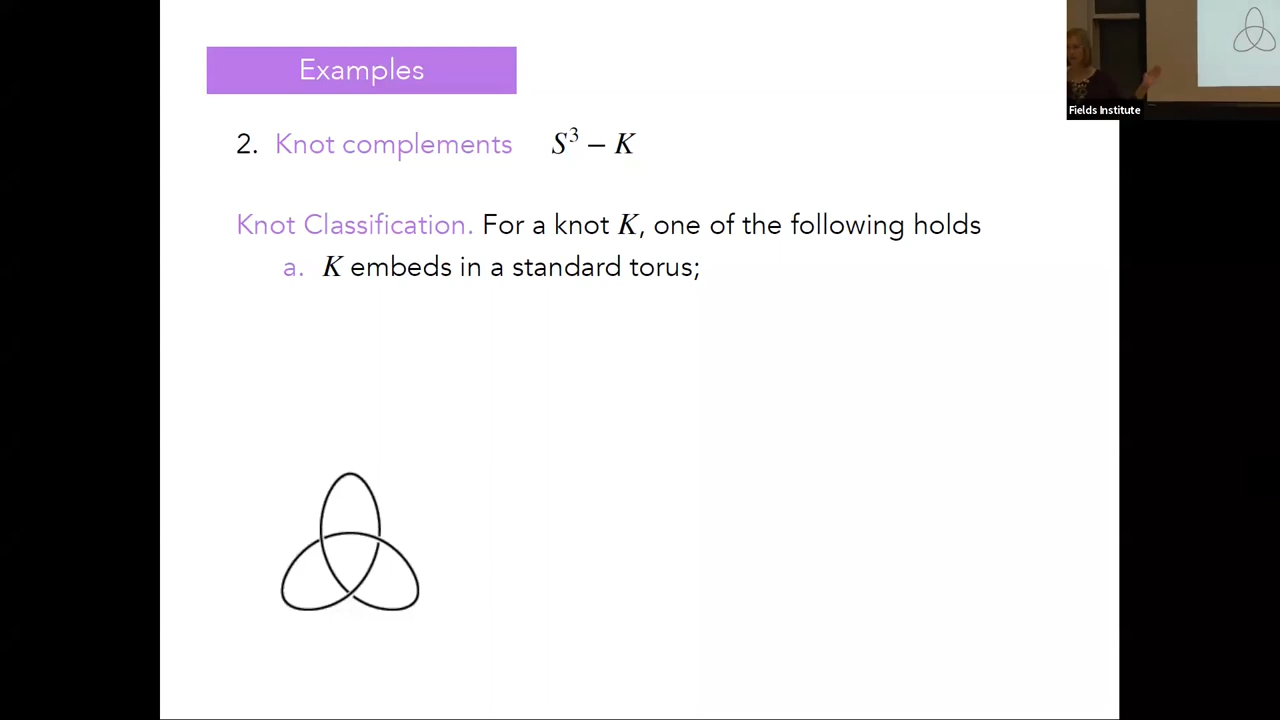 Examples
2. Knot complements S³ − K
Knot Classification. For a knot K, one of the following holds
a. K embeds in a standard torus;
Fields Institute